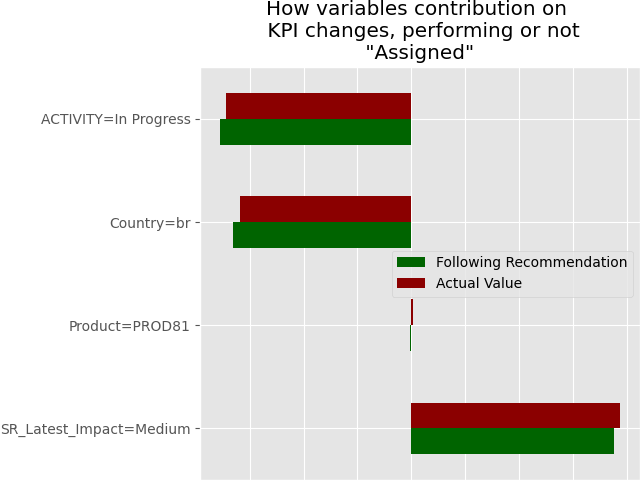 How variables contribution on
KPI changes, performing or not
"Assigned"
ACTIVITY=In Progress
Country=br
Following Recommendation
Actual Value
Product=PROD81
SR_Latest_Impact=Medium